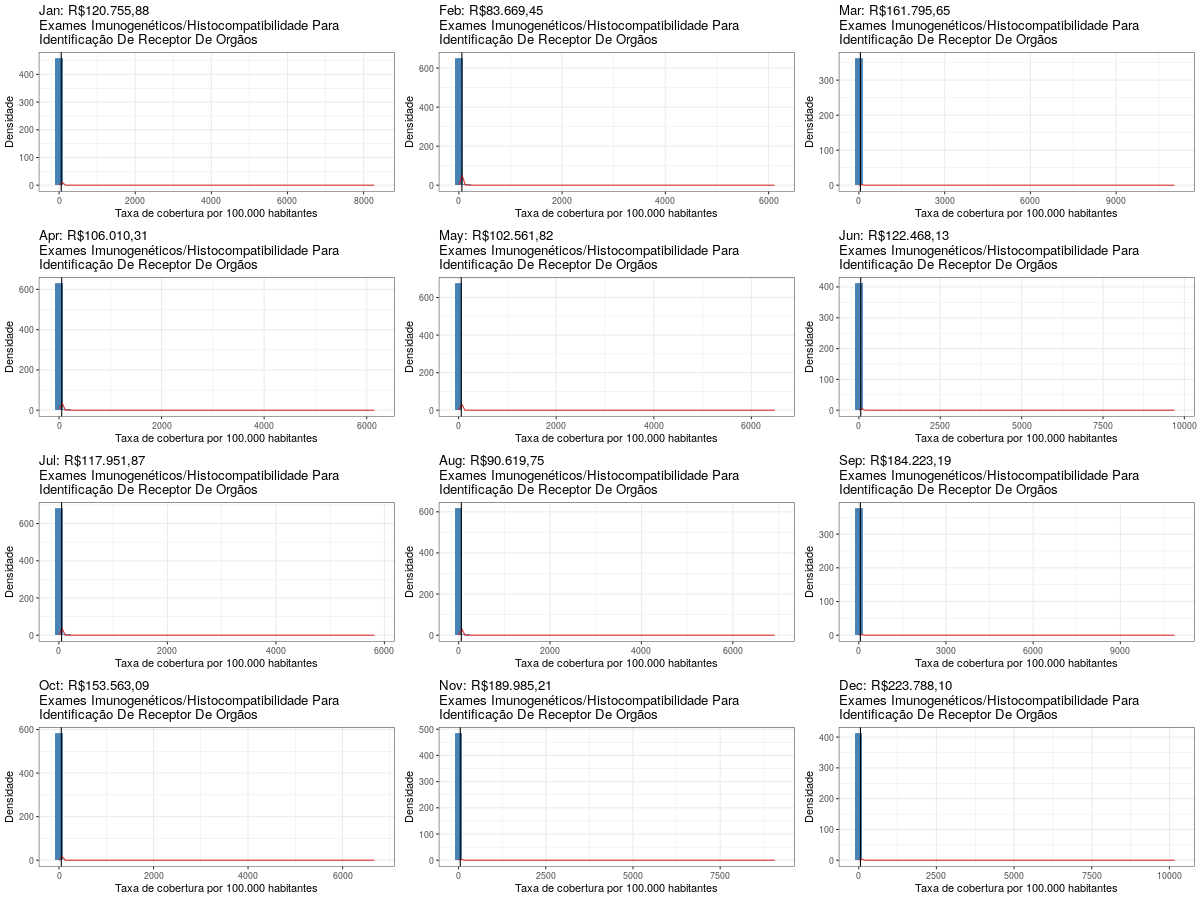 Jan: R$120.755,88
Exames Imunogenéticos/Histocompatibilidade Para
Identificação De Receptor De Orgãos
Densidade
400
300
200
100
0
0 2000 4000 6000 8000
Taxa de cobertura por 100.000 habitantes
Feb: R$83.669,45
Exames Imunogenéticos/Histocompatibilidade Para
Identificação De Receptor De Orgãos
Densidade
600
400
200
0
0 2000 4000 6000
Taxa de cobertura por 100.000 habitantes
Mar: R$161.795,65
Exames Imunogenéticos/Histocompatibilidade Para
Identificação De Receptor De Orgãos
Densidade
300
200
100
0
0 3000 6000 9000
Taxa de cobertura por 100.000 habitantes
Apr: R$106.010,31
Exames Imunogenéticos/Histocompatibilidade Para
Identificação De Receptor De Orgãos
Densidade
600
400
200
0
0 2000 4000 6000
Taxa de cobertura por 100.000 habitantes
May: R$102.561,82
Exames Imunogenéticos/Histocompatibilidade Para
Identificação De Receptor De Orgãos
Densidade
600
400
200
0
0 2000 4000 6000
Taxa de cobertura por 100.000 habitantes
Jun: R$122.468,13
Exames Imunogenéticos/Histocompatibilidade Para
Identificação De Receptor De Orgãos
Densidade
400
300
200
100
0
0 2500 5000 7500 10000
Taxa de cobertura por 100.000 habitantes
Jul: R$117.951,87
Exames Imunogenéticos/Histocompatibilidade Para
Identificação De Receptor De Orgãos
Densidade
600
400
200
0
0 2000 4000 6000
Taxa de cobertura por 100.000 habitantes
Aug: R$90.619,75
Exames Imunogenéticos/Histocompatibilidade Para
Identificação De Receptor De Orgãos
Densidade
600
400
200
0
0 2000 4000 6000
Taxa de cobertura por 100.000 habitantes
Sep: R$184.223,19
Exames Imunogenéticos/Histocompatibilidade Para
Identificação De Receptor De Orgãos
Densidade
300
200
100
0
0 3000 6000 9000
Taxa de cobertura por 100.000 habitantes
Oct: R$153.563,09
Exames Imunogenéticos/Histocompatibilidade Para
Identificação De Receptor De Orgãos
Densidade
600
400
200
0
0 2000 4000 6000
Taxa de cobertura por 100.000 habitantes
Nov: R$189.985,21
Exames Imunogenéticos/Histocompatibilidade Para
Identificação De Receptor De Orgãos
Densidade
500
400
300
200
100
0
0 2500 5000 7500
Taxa de cobertura por 100.000 habitantes
Dec: R$223.788,10
Exames Imunogenéticos/Histocompatibilidade Para
Identificação De Receptor De Orgãos
Densidade
400
300
200
100
0
0 2500 5000 7500 10000
Taxa de cobertura por 100.000 habitantes